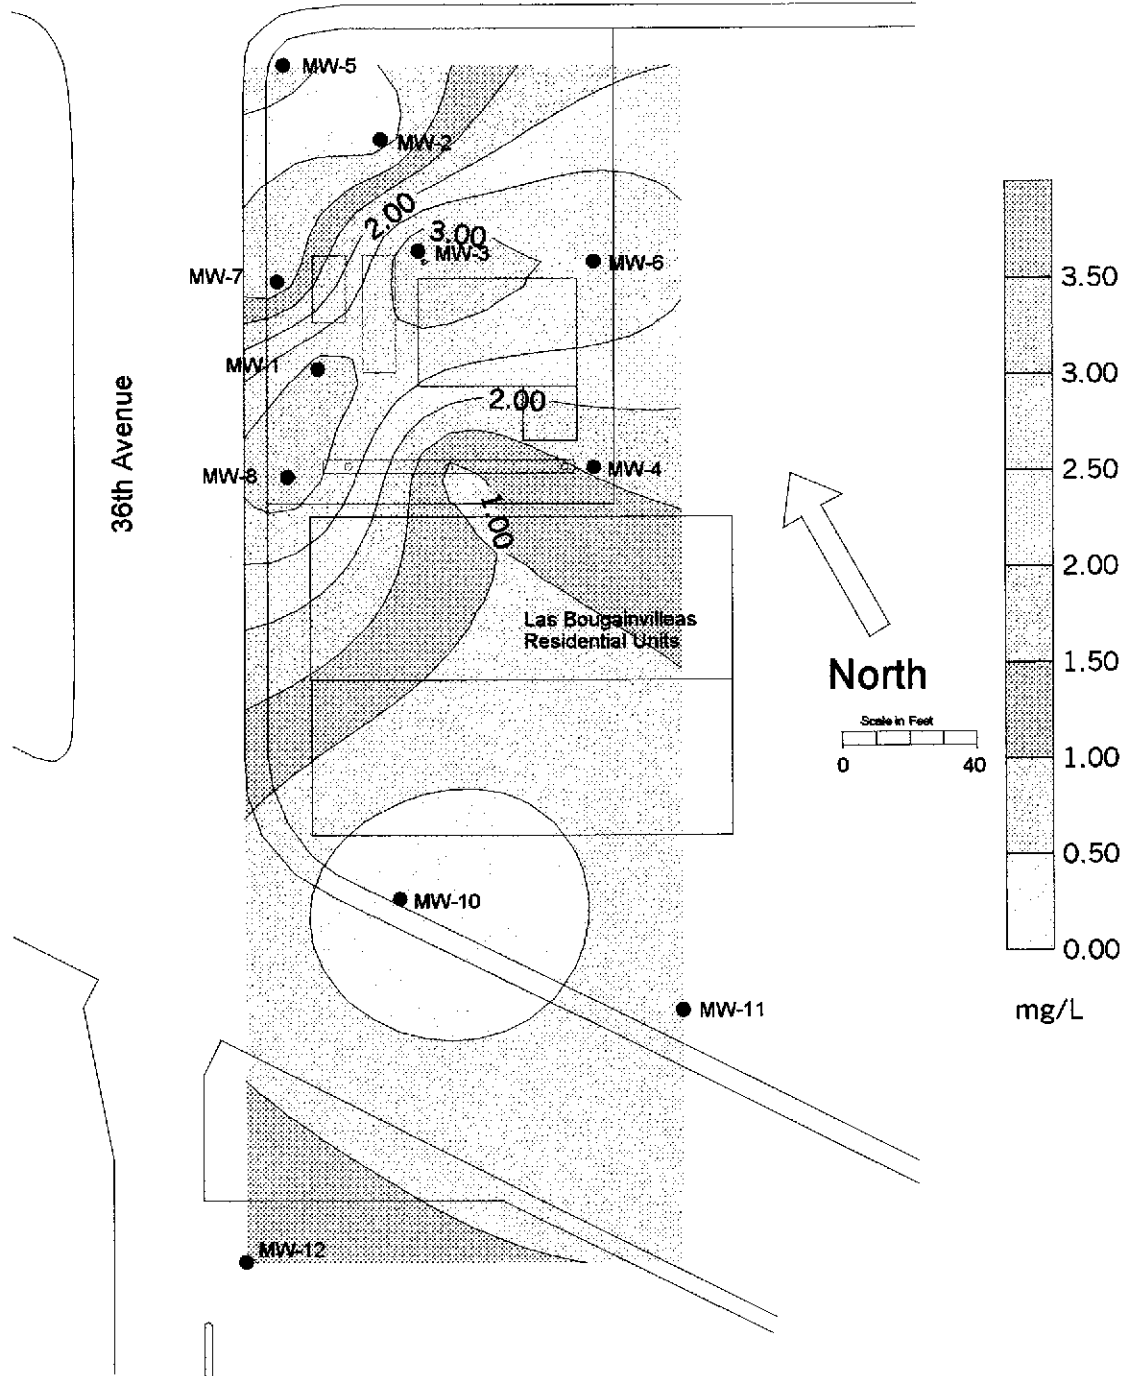 MW-5
MW-2
2.00
3.00
MW-3
MW-6
MW-7
3.50
MW-1
3.00
36th Avenue
2.00
MW-8
MW-4
2.50
1.00
2.00
Las Bougainvilleas
Residential Units
North
1.50
Scale in Feet
0 40
1.00
0.50
MW-10
0.00
MW-11
mg/L
MW-12